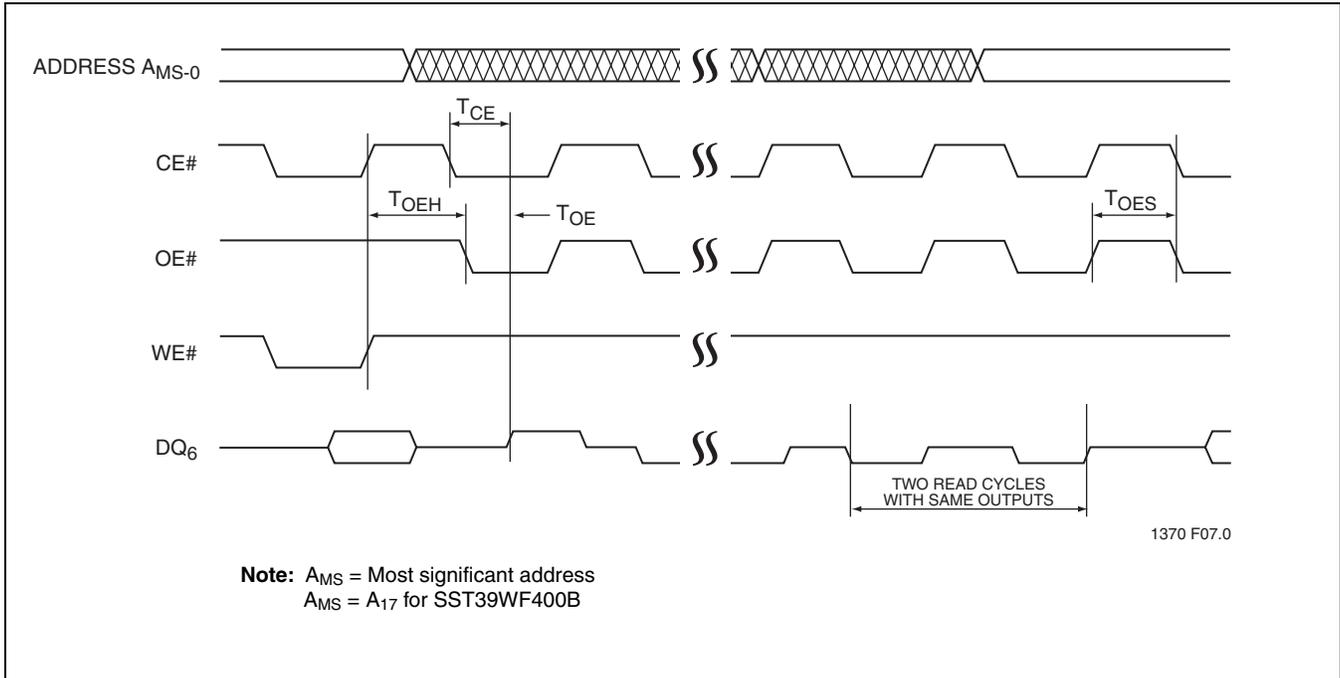 ADDRESS AMS-0
TCE
CE#
TOEH
TOE
TOES
OE#
WE#
DQ6
TWO READ CYCLES
WITH SAME OUTPUTS
1370 F07.0
Note: AMS = Most significant address
AMS = A17 for SST39WF400B